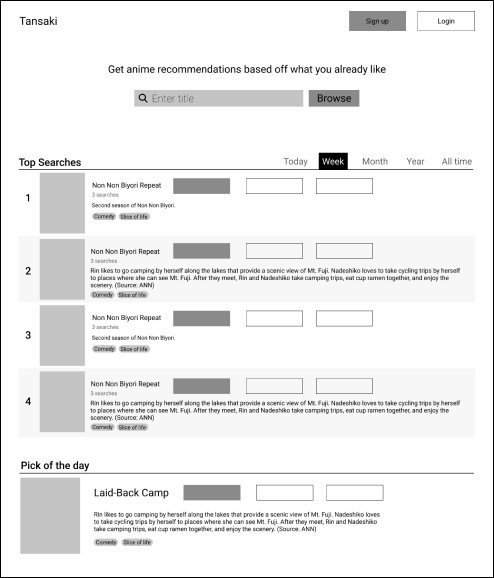 Tansaki
Sign up
Login
Get anime recommendations based off what you already like
Enter title
Browse
Top Searches
Today
Week
Month
Year
All time
1
Non Non Biyori Repeat
3 searches
Second season of Non Non Biyori.
Comedy
Slice of life
2
Non Non Biyori Repeat
3 searches
Rin likes to go camping by herself along the lakes that provide a scenic view of Mt. Fuji. Nadeshiko loves to take cycling trips by herself
to places where she can see Mt. Fuji. After they meet, Rin and Nadeshiko take camping trips, eat cup ramen together, and enjoy the
scenery. (Source: ANN)
Comedy
Slice of life
3
Non Non Biyori Repeat
3 searches
Second season of Non Non Biyori.
Comedy
Slice of life
4
Non Non Biyori Repeat
3 searches
Rin likes to go camping by herself along the lakes that provide a scenic view of Mt. Fuji. Nadeshiko loves to take cycling trips by herself
to places where she can see Mt. Fuji. After they meet, Rin and Nadeshiko take camping trips, eat cup ramen together, and enjoy the
scenery. (Source: ANN)
Comedy
Slice of life
Pick of the day
Laid-Back Camp
Rin likes to go camping by herself along the lakes that provide a scenic view of Mt. Fuji. Nadeshiko loves
to take cycling trips by herself to places where she can see Mt. Fuji. After they meet, Rin and Nadeshiko
take camping trips, eat cup ramen together, and enjoy the scenery. (Source: ANN)
Comedy
Slice of life